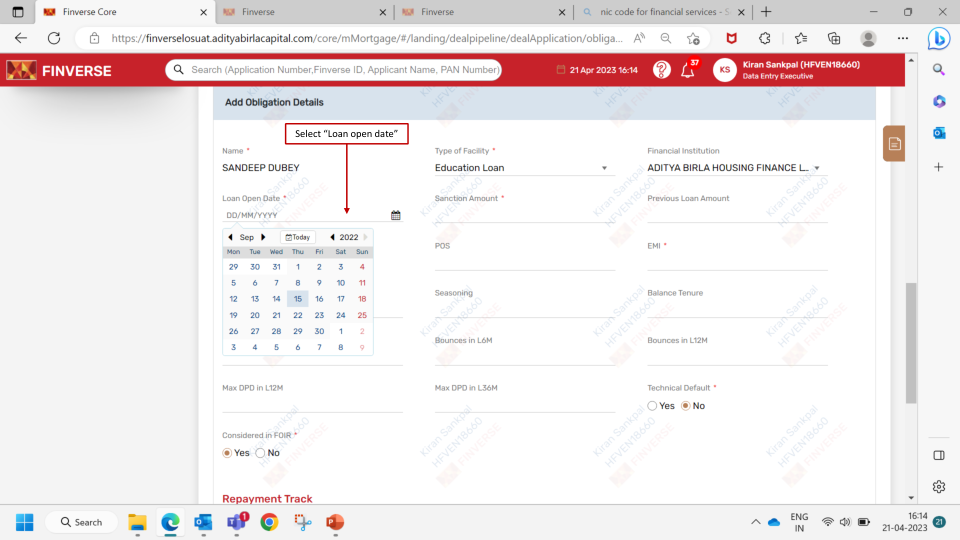 Finverse Core
Finverse
Finverse
nic code for financial services - S
https://finverselosuat.adityabirlacapital.com/core/mMortgage/#/landing/dealpipeline/dealApplication/obliga...
FINVERSE
Search (Application Number,Finverse ID, Applicant Name, PAN Number)
21 Apr 2023 16:14
37
KS
Kiran Sankpal (HFVEN18660)
Data Entry Executive
Add Obligation Details
Select “Loan open date”
Name *
Type of Facility *
Financial Institution
SANDEEP DUBEY
Education Loan
ADITYA BIRLA HOUSING FINANCE L...
Loan Open Date *
Sanction Amount *
Previous Loan Amount
DD/MM/YYYY
Sep
Today
2022
POS
EMI *
Mon Tue Wed Thu Fri Sat Sun
29 30 31 1 2 3 4
5 6 7 8 9 10 11
12 13 14 15 16 17 18
19 20 21 22 23 24 25
26 27 28 29 30 1 2
3 4 5 6 7 8 9
Seasoning
Balance Tenure
Bounces in L6M
Bounces in L12M
Max DPD in L12M
Max DPD in L36M
Technical Default *
Yes No
Considered in FOIR *
Yes No
Repayment Track
Kiran Sankpal
HFVEN18660
FINVERSE
Search
1
ENG
IN
16:14
21-04-2023
21